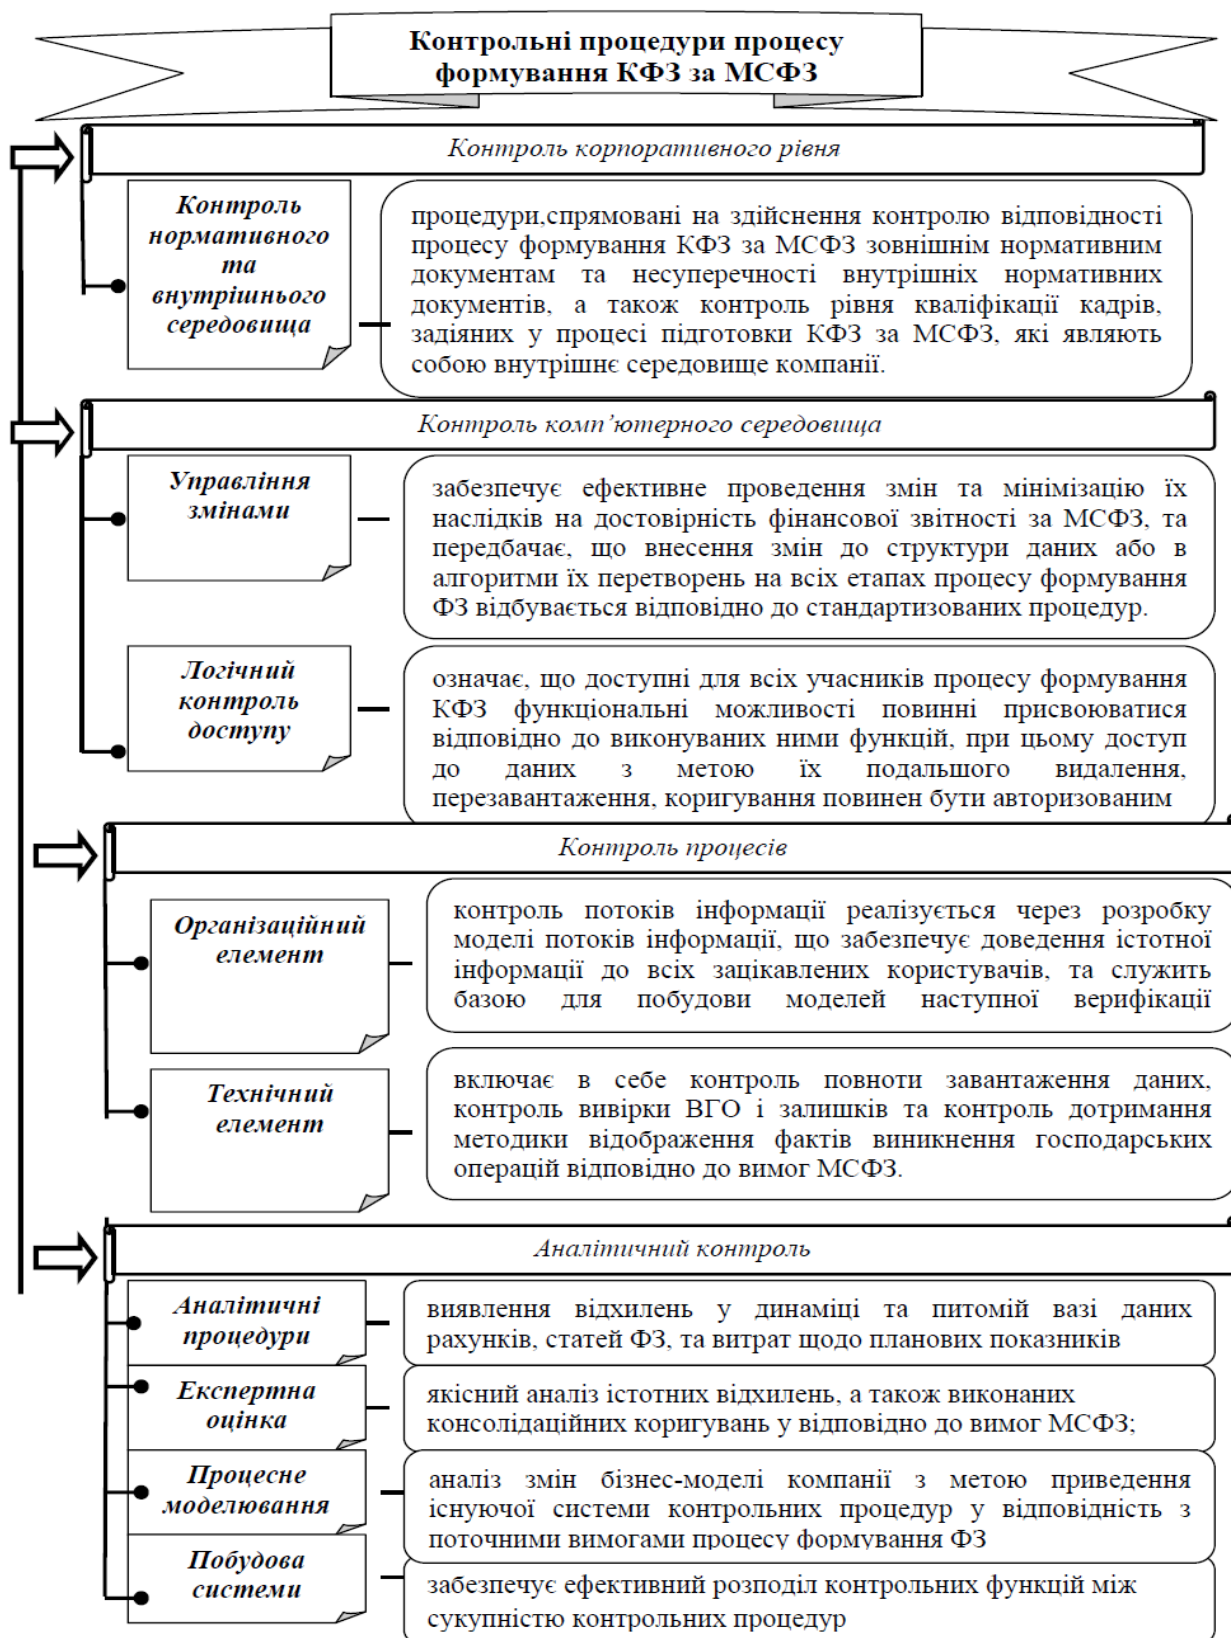 Контрольні процедури процесу
формування КФЗ за МСФЗ
Контроль корпоративного рівня
Контроль
нормативного
та
внутрішнього
середовища
процедури,спрямовані на здійснення контролю відповідності
процесу формування КФЗ за МСФЗ зовнішнім нормативним
документам та несуперечності внутрішніх нормативних
документів, а також контроль рівня кваліфікації кадрів,
задіяних у процесі підготовки КФЗ за МСФЗ, які являють
собою внутрішнє середовище компанії.
Контроль комп’ютерного середовища
Управління
змінами
забезпечує ефективне проведення змін та мінімізацію їх
наслідків на достовірність фінансової звітності за МСФЗ, та
передбачає, що внесення змін до структури даних або в
алгоритми їх перетворень на всіх етапах процесу формування
ФЗ відбувається відповідно до стандартизованих процедур.
Логічний
контроль
доступу
означає, що доступні для всіх учасників процесу формування
КФЗ функціональні можливості повинні присвоюватися
відповідно до виконуваних ними функцій, при цьому доступ
до даних з метою їх подальшого видалення,
перезавантаження, коригування повинен бути авторизованим
Контроль процесів
Організаційний
елемент
контроль потоків інформації реалізується через розробку
моделі потоків інформації, що забезпечує доведення істотної
інформації до всіх зацікавлених користувачів, та служить
базою для побудови моделей наступної верифікації
Технічний
елемент
включає в себе контроль повноти завантаження даних,
контроль вивірки ВГО і залишків та контроль дотримання
методики відображення фактів виникнення господарських
операцій відповідно до вимог МСФЗ.
Аналітичний контроль
Аналітичні
процедури
виявлення відхилень у динаміці та питомій вазі даних
рахунків, статей ФЗ, та витрат щодо планових показників
Експертна
оцінка
якісний аналіз істотних відхилень, а також виконаних
консолідаційних коригувань у відповідно до вимог МСФЗ;
Процесне
моделювання
аналіз змін бізнес-моделі компанії з метою приведення
існуючої системи контрольних процедур у відповідність з
поточними вимогами процесу формування ФЗ
Побудова
системи
забезпечує ефективний розподіл контрольних функцій між
сукупністю контрольних процедур